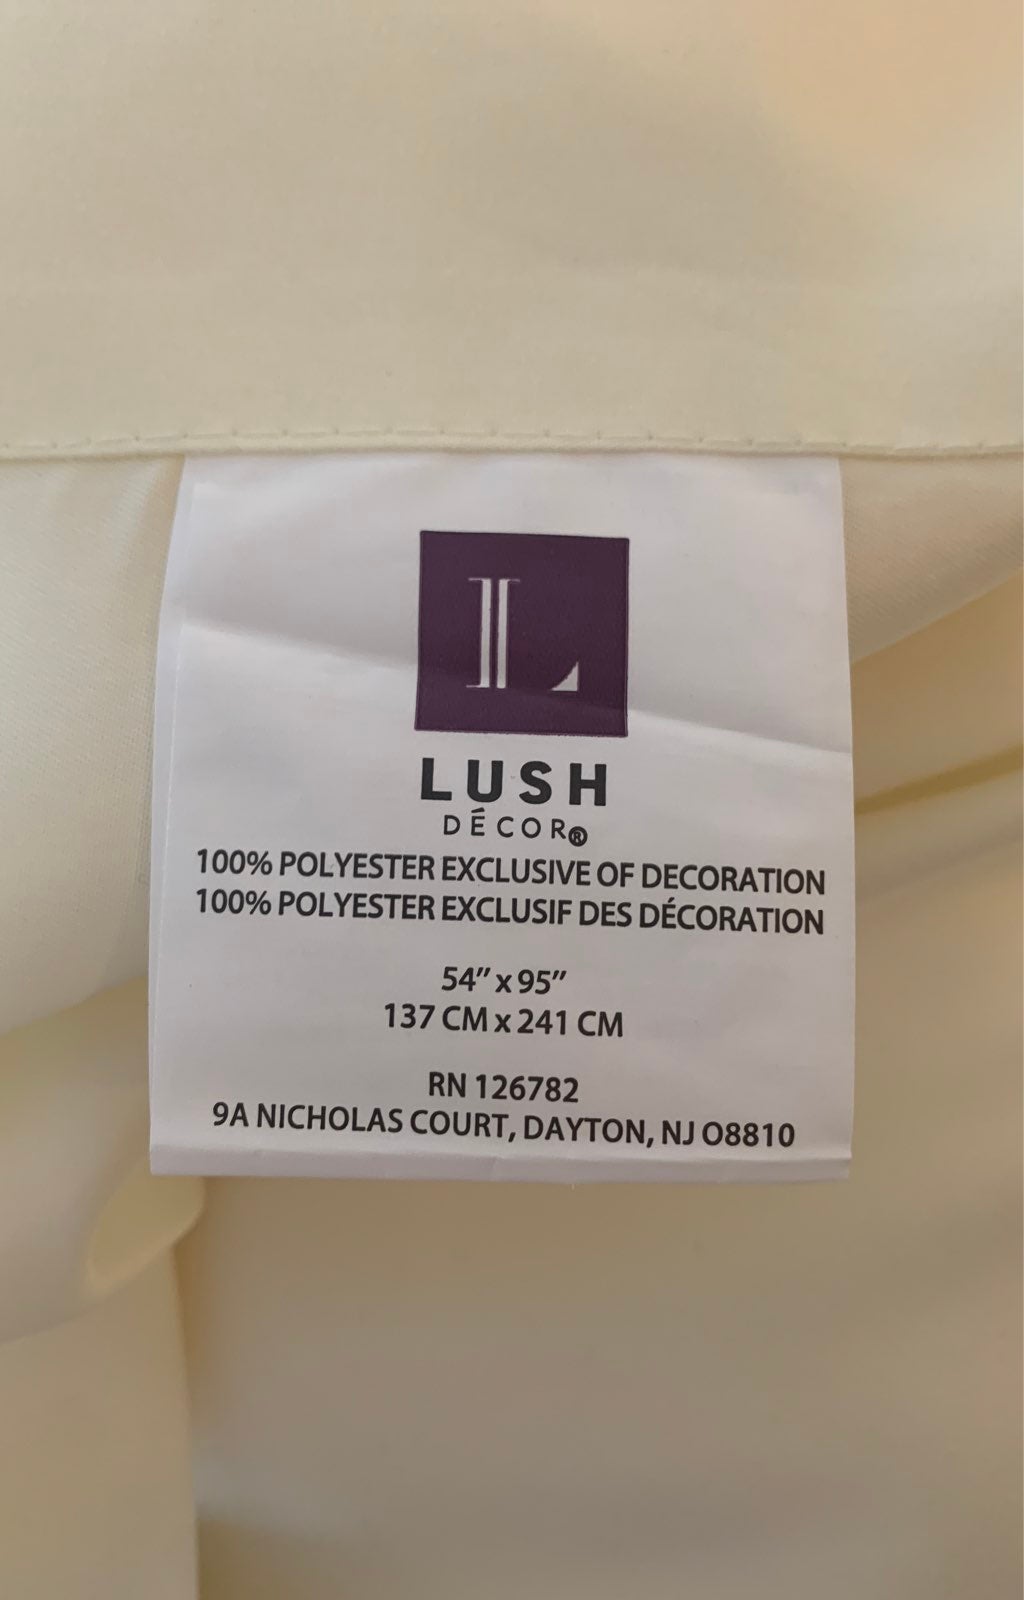 L
LUSH
DÉCOR®
100% POLYESTER EXCLUSIVE OF DECORATION
100% POLYESTER EXCLUSIF DES DÉCORATION
54" x 95"
137 CM x 241 CM
RN 126782
9A NICHOLAS COURT, DAYTON, NJ O8810